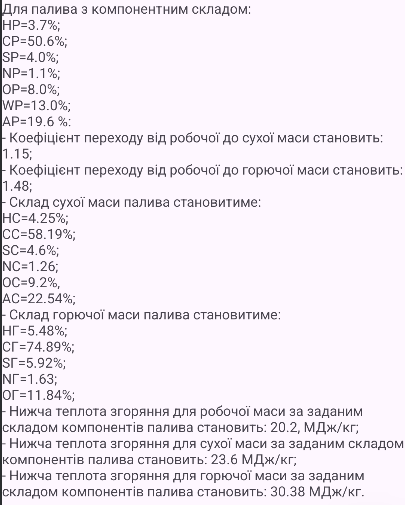 Для палива з компонентним складом:
HP=3.7%;
CP=50.6%;
SP=4.0%;
NP=1.1%;
OP=8.0%;
WP=13.0%;
AP=19.6 %:
- Коефіцієнт переходу від робочої до сухої маси становить:
1.15;
- Коефіцієнт переходу від робочої до горючої маси становить:
1.48;
- Склад сухої маси палива становитиме:
HC=4.25%;
CC=58.19%;
SC=4.6%;
NC=1.26;
OC=9.2%,
AC=22.54%;
- Склад горючої маси палива становитиме:
HГ=5.48%;
CГ=74.89%;
SГ=5.92%;
NГ=1.63;
OГ=11.84%;
- Нижча теплота згоряння для робочої маси за заданим
складом компонентів палива становить: 20.2, МДж/кг;
- Нижча теплота згоряння для сухої маси за заданим складом
компонентів палива становить: 23.6 МДж/кг;
- Нижча теплота згоряння для горючої маси за заданим
складом компонентів палива становить: 30.38 МДж/кг.